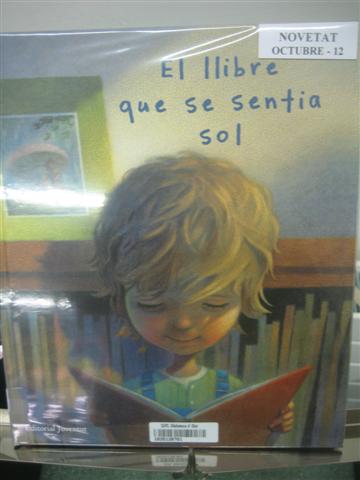 NOVETAT
OCTUBRE - 12
El llibre
que se sentia
sol
editorial Joventut